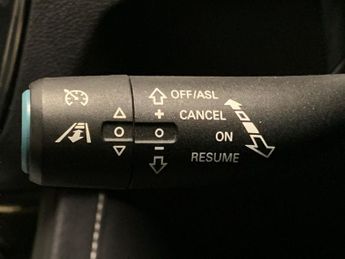 OFF/ASL
+ CANCEL
O O ON
− RESUME